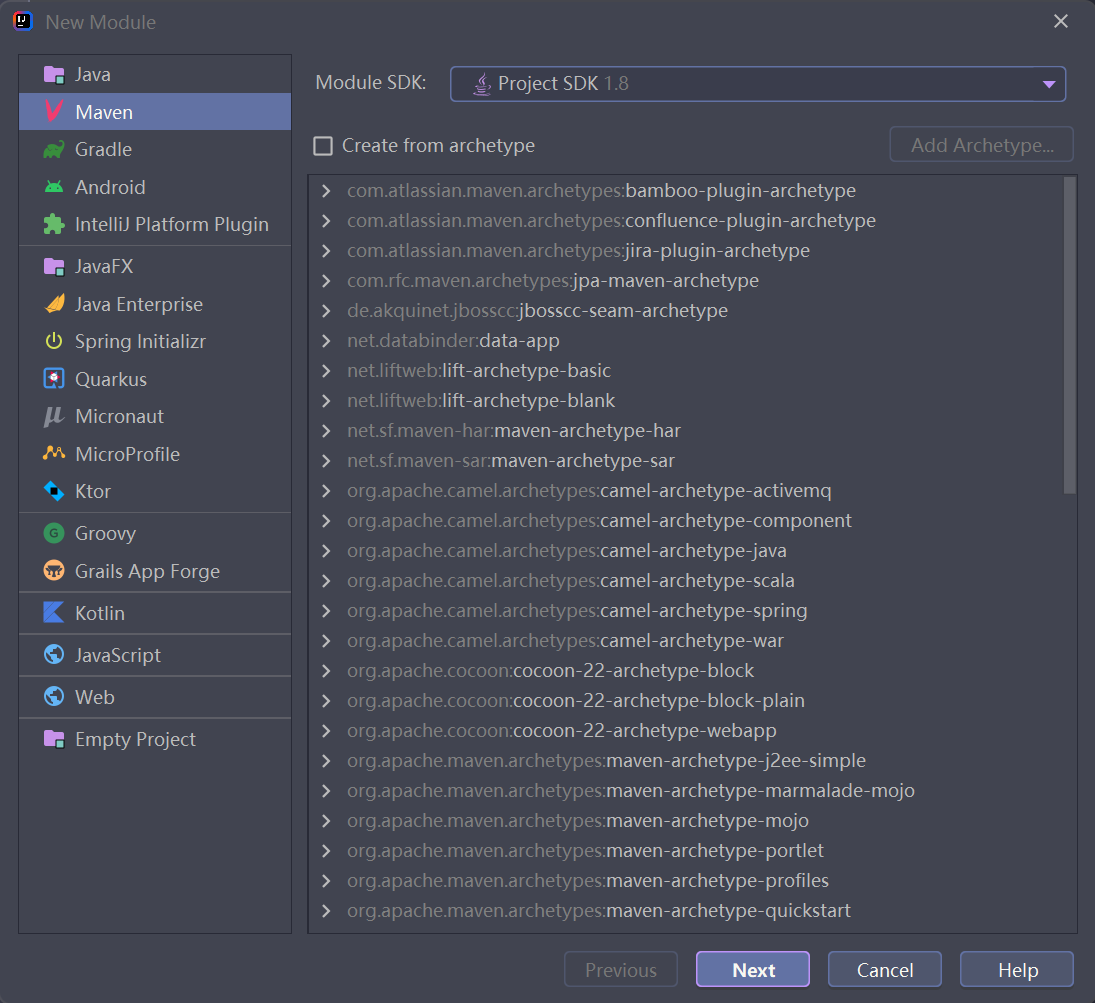 New Module
Java
Maven
Gradle
Android
IntelliJ Platform Plugin
JavaFX
Java Enterprise
Spring Initializr
Quarkus
Micronaut
MicroProfile
Ktor
Groovy
Grails App Forge
Kotlin
JavaScript
Web
Empty Project
Module SDK: Project SDK 1.8
Create from archetype Add Archetype...
com.atlassian.maven.archetypes:bamboo-plugin-archetype
com.atlassian.maven.archetypes:confluence-plugin-archetype
com.atlassian.maven.archetypes:jira-plugin-archetype
com.rfc.maven.archetypes:jpa-maven-archetype
de.akquinet.jbosscc:jbosscc-seam-archetype
net.databinder:data-app
net.liftweb:lift-archetype-basic
net.liftweb:lift-archetype-blank
net.sf.maven-har:maven-archetype-har
net.sf.maven-sar:maven-archetype-sar
org.apache.camel.archetypes:camel-archetype-activemq
org.apache.camel.archetypes:camel-archetype-component
org.apache.camel.archetypes:camel-archetype-java
org.apache.camel.archetypes:camel-archetype-scala
org.apache.camel.archetypes:camel-archetype-spring
org.apache.camel.archetypes:camel-archetype-war
org.apache.cocoon:cocoon-22-archetype-block
org.apache.cocoon:cocoon-22-archetype-block-plain
org.apache.cocoon:cocoon-22-archetype-webapp
org.apache.maven.archetypes:maven-archetype-j2ee-simple
org.apache.maven.archetypes:maven-archetype-marmalade-mojo
org.apache.maven.archetypes:maven-archetype-mojo
org.apache.maven.archetypes:maven-archetype-portlet
org.apache.maven.archetypes:maven-archetype-profiles
org.apache.maven.archetypes:maven-archetype-quickstart
Previous Next Cancel Help